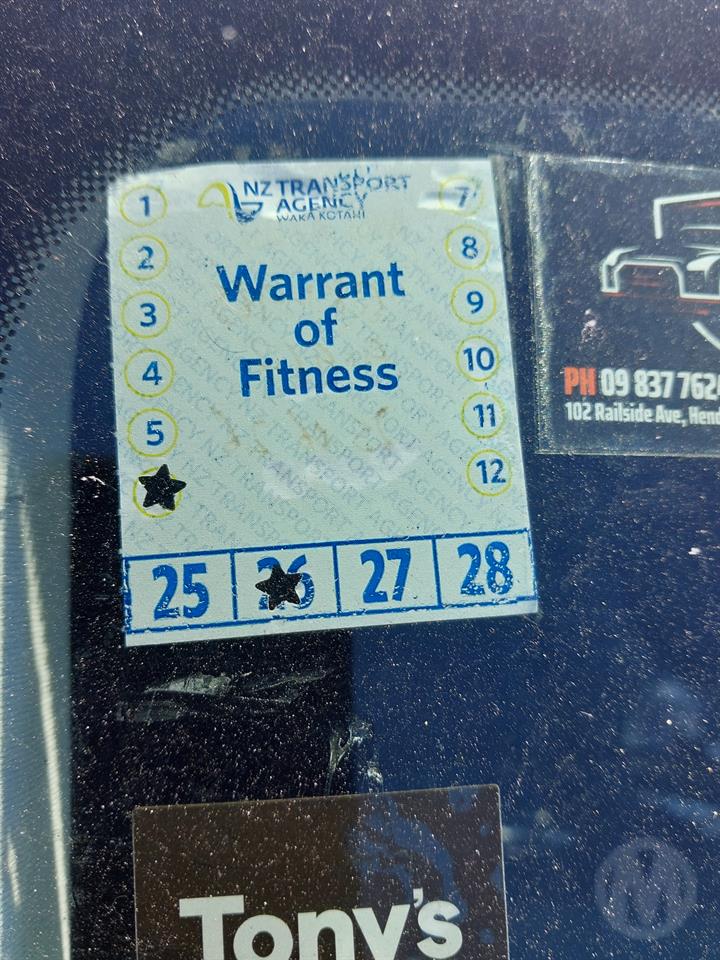 NZ TRANSPORT
AGENCY
WAKA KOTAHI
Warrant
of
Fitness
1
2
3
4
5
7
8
9
10
11
12
25
26
27
28
PH 09 837 762
102 Railside Ave, Hend
Tony's
M